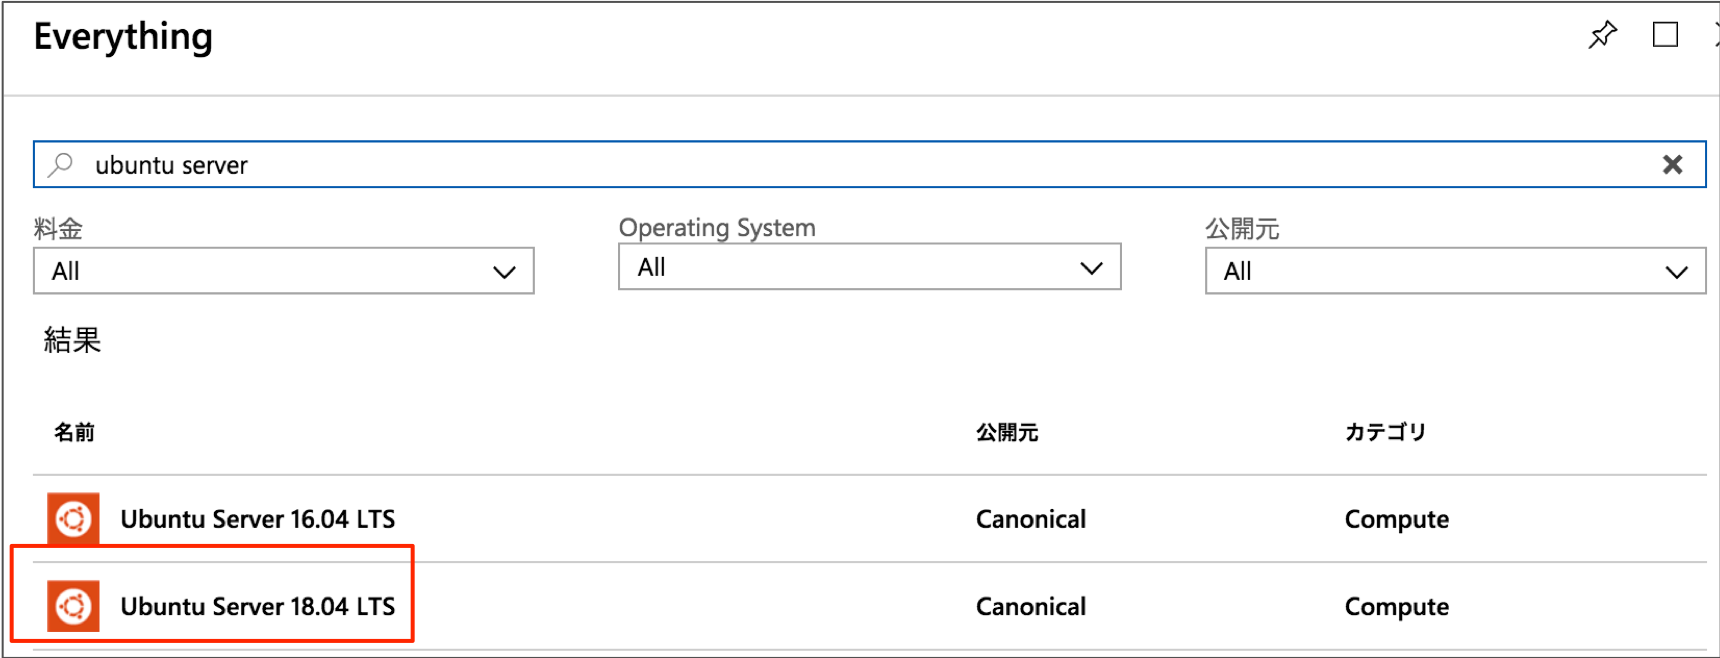 Everything
ubuntu server
料金 Operating System 公開元
All All All
結果
名前 公開元 カテゴリ
Ubuntu Server 16.04 LTS Canonical Compute
Ubuntu Server 18.04 LTS Canonical Compute